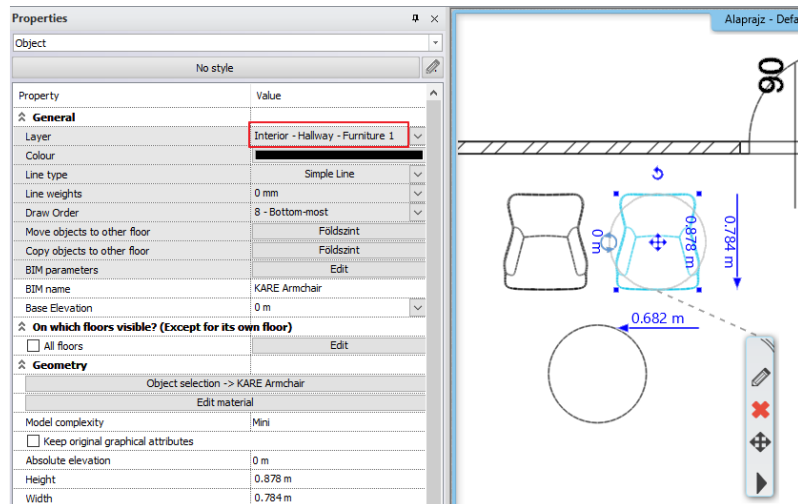 Properties
Object
No style
Property Value
General
Layer Interior - Hallway - Furniture 1
Colour
Line type Simple Line
Line weights 0 mm
Draw Order 8 - Bottom-most
Move objects to other floor Földszint
Copy objects to other floor Földszint
BIM parameters Edit
BIM name KARE Armchair
Base Elevation 0 m
On which floors visible? (Except for its own floor)
All floors Edit
Geometry
Object selection -> KARE Armchair
Edit material
Model complexity Mini
Keep original graphical attributes
Absolute elevation 0 m
Height 0.878 m
Width 0.784 m
Alaprajz - Defa
90
0 m
0.878 m
0.784 m
0.682 m